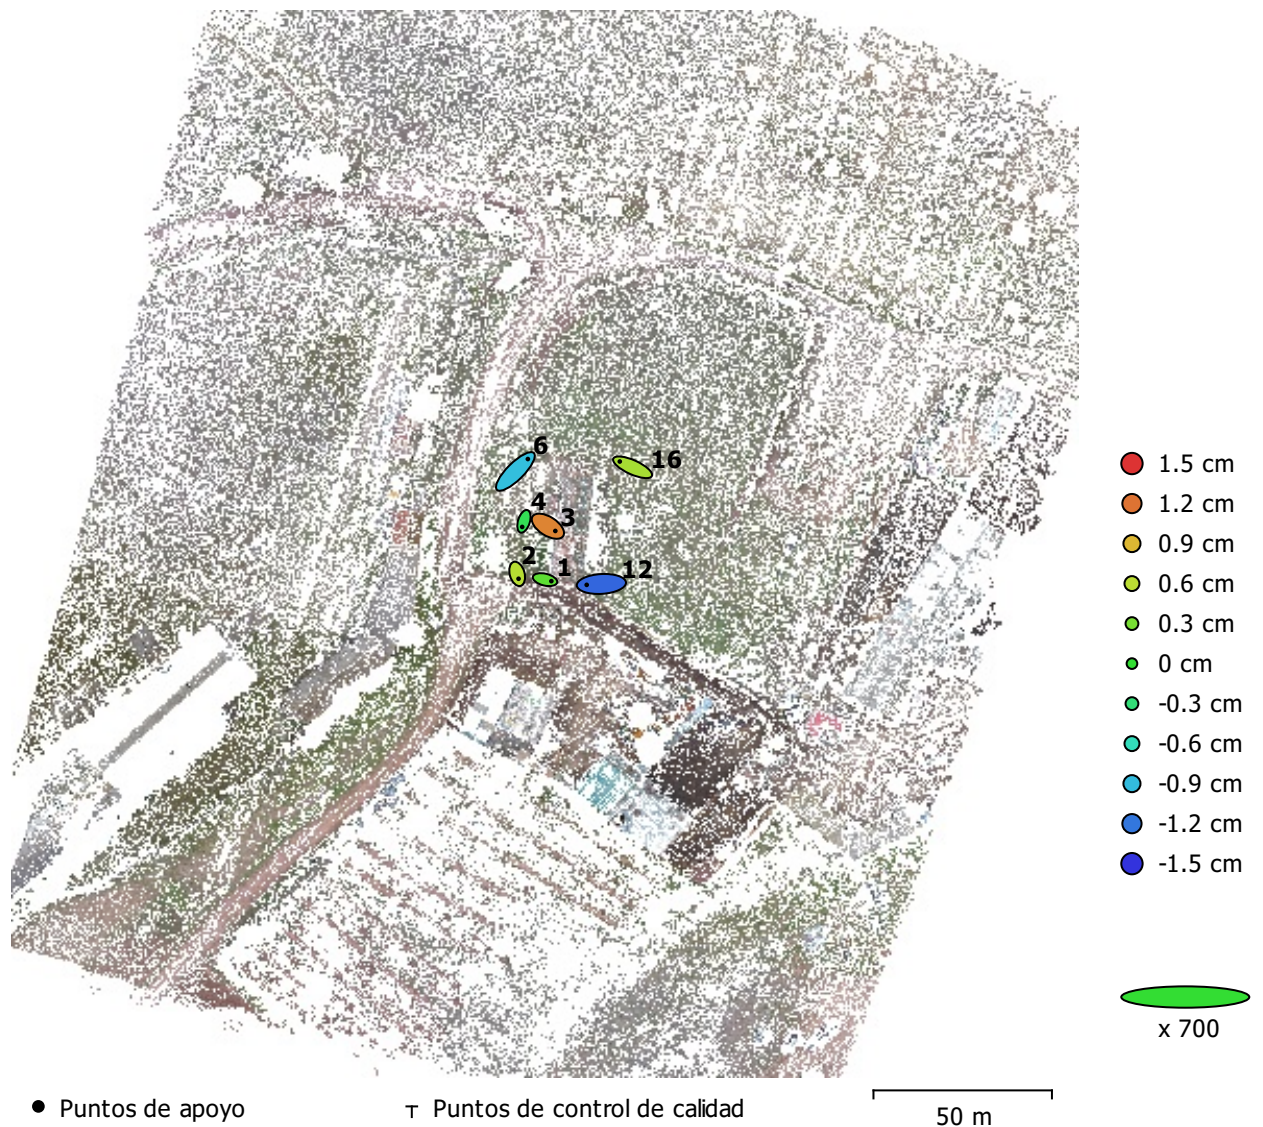 6
16
4
3
2
1
12
1.5 cm
1.2 cm
0.9 cm
0.6 cm
0.3 cm
0 cm
-0.3 cm
-0.6 cm
-0.9 cm
-1.2 cm
-1.5 cm
x 700
Puntos de apoyo
Puntos de control de calidad
50 m